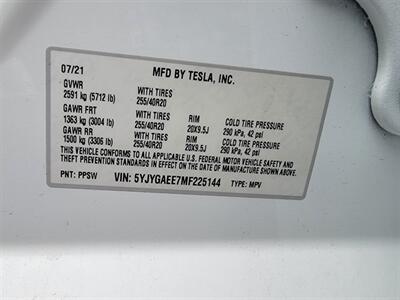 07/21 MFD BY TESLA, INC.
GVWR WITH TIRES
2591 kg (5712 lb) 255/40R20
GAWR FRT WITH TIRES RIM COLD TIRE PRESSURE
1363 kg (3004 lb) 255/40R20 20X9.5J 290 kPa, 42 psi
GAWR RR WITH TIRES RIM COLD TIRE PRESSURE
1500 kg (3306 lb) 255/40R20 20X9.5J 290 kPa, 42 psi
THIS VEHICLE CONFORMS TO ALL APPLICABLE U.S. FEDERAL MOTOR VEHICLE SAFETY AND
THEFT PREVENTION STANDARDS IN EFFECT ON THE DATE OF MANUFACTURE SHOWN ABOVE.
PNT: PPSW VIN: 5YJYGAEE7MF225144 TYPE: MPV